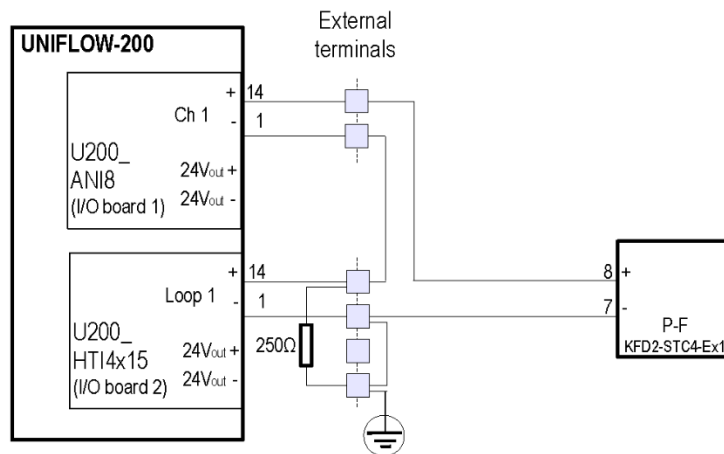 External
terminals
UNIFLOW-200
+ 14
Ch 1
- 1
U200_
ANI8
(I/O board 1)
24Vout +
24Vout -
+ 14
Loop 1
- 1
U200_
HTI4x15
(I/O board 2)
24Vout +
24Vout -
250Ω
8 +
7 -
P-F
KFD2-STC4-Ex1